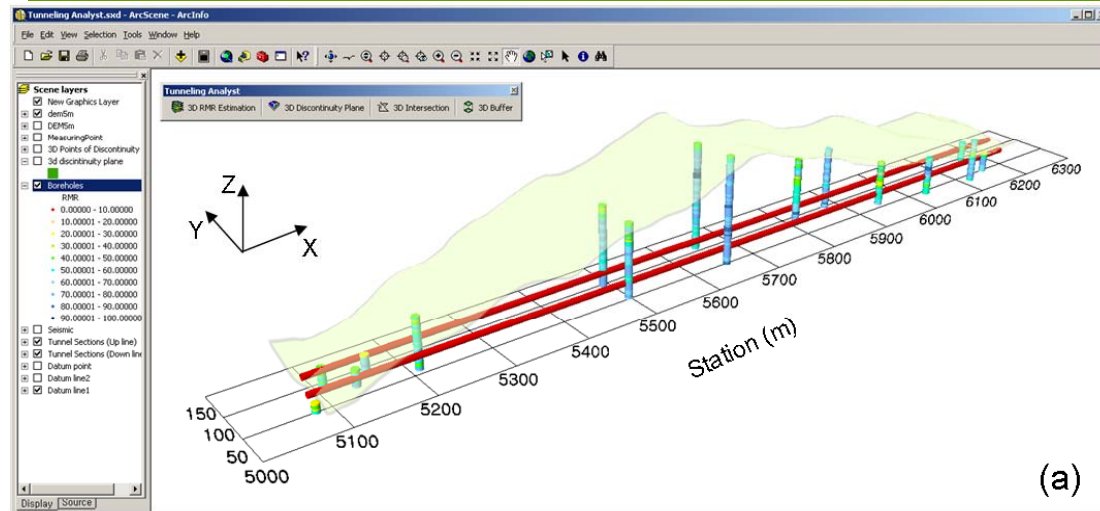 Tunneling Analyst.sxd - ArcScene - ArcInfo
File Edit View Selection Tools Window Help
Scene layers
New Graphics Layer
dem5m
DEM5m
MeasuringPoint
3D Points of Discontinuity
3d disctinuity plane
Boreholes
RMR
0.00000 - 10.00000
10.00001 - 20.00000
20.00001 - 30.00000
30.00001 - 40.00000
40.00001 - 50.00000
50.00001 - 60.00000
60.00001 - 70.00000
70.00001 - 80.00000
80.00001 - 90.00000
90.00001 - 100.00000
Seismic
Tunnel Sections (Up line)
Tunnel Sections (Down line
Datum point
Datum line2
Datum line1
Display Source
Tunneling Analyst
3D RMR Estimation 3D Discontinuity Plane 3D Intersection 3D Buffer
Z
Y
X
150
100
50
5000
5100
5200
5300
5400
5500
5600
5700
5800
5900
6000
6100
6200
6300
Station (m)
(a)